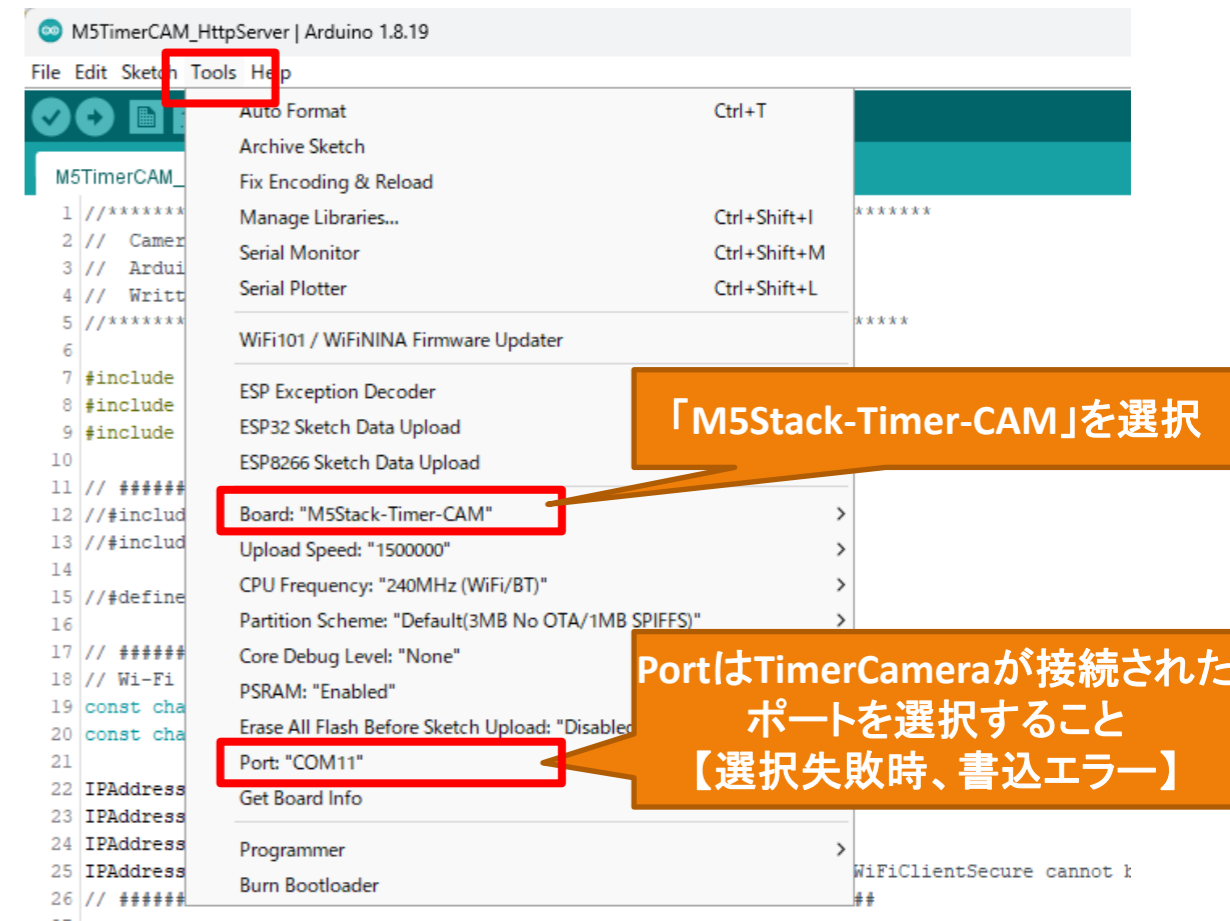 M5TimerCAM_HttpServer | Arduino 1.8.19
File Edit Sketch Tools Help
Auto Format Ctrl+T
Archive Sketch
M5TimerCAM_
Fix Encoding & Reload
1 //******* Manage Libraries... Ctrl+Shift+I *******
2 // Camer
Serial Monitor Ctrl+Shift+M
3 // Ardui
4 // Writt Serial Plotter Ctrl+Shift+L
5 //******* *****
6 WiFi101 / WiFiNINA Firmware Updater
7 #include
ESP Exception Decoder
8 #include
「M5Stack-Timer-CAM」を選択
9 #include ESP32 Sketch Data Upload
10 ESP8266 Sketch Data Upload
11 // ######
12 //#includ Board: "M5Stack-Timer-CAM" >
13 //#includ Upload Speed: "1500000" >
14
15 //#define CPU Frequency: "240MHz (WiFi/BT)" >
16 Partition Scheme: "Default(3MB No OTA/1MB SPIFFS)" >
17 // ###### Core Debug Level: "None"
18 // Wi-Fi
PortはTimerCameraが接続された
ポートを選択すること
【選択失敗時、書込エラー】
19 const cha PSRAM: "Enabled"
20 const cha Erase All Flash Before Sketch Upload: "Disabled
21 Port: "COM11"
22 IPAddress Get Board Info
23 IPAddress
24 IPAddress Programmer >
25 IPAddress WiFiClientSecure cannot
26 // ###### Burn Bootloader ##